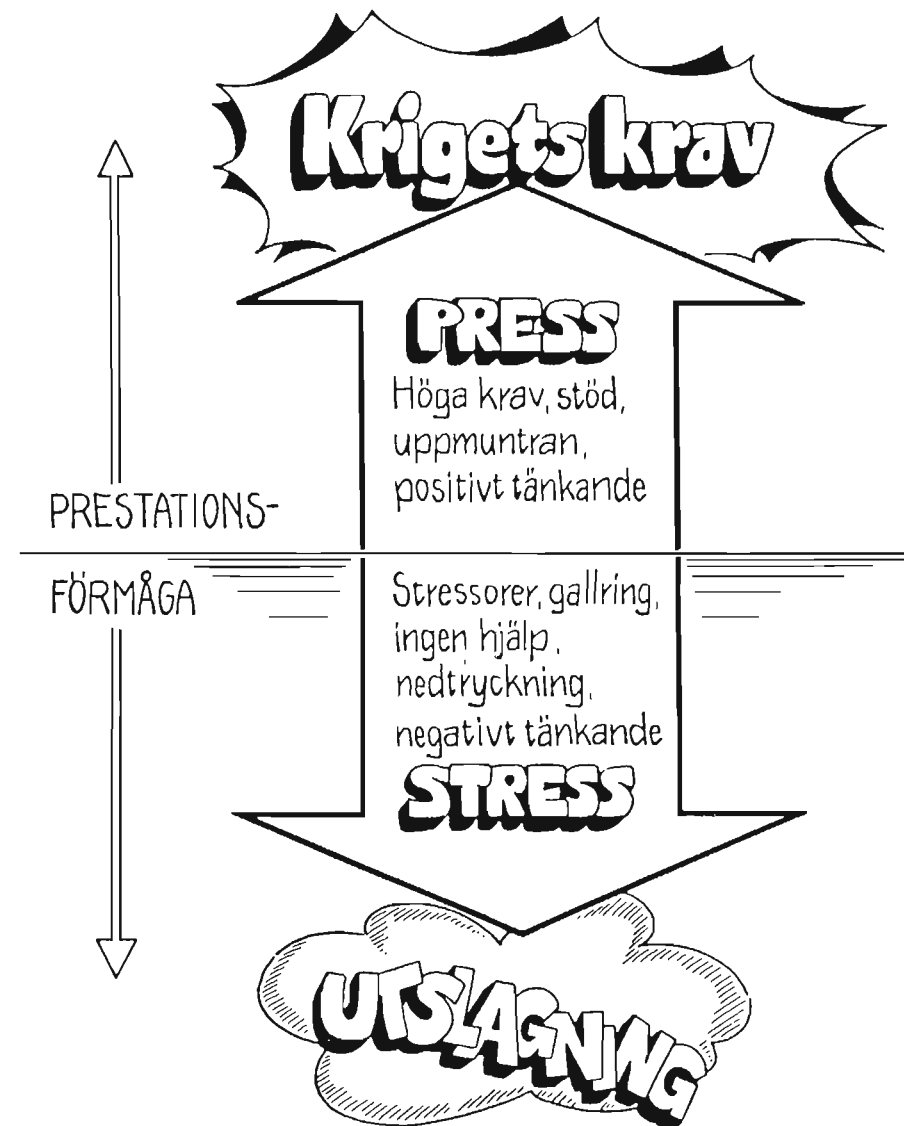 Krigets krav
PRESS
Höga krav, stöd,
uppmuntran,
positivt tänkande
PRESTATIONS-
FÖRMÅGA
Stressorer, gallring,
ingen hjälp,
nedtryckning,
negativt tänkande
STRESS
UTSLAGNING